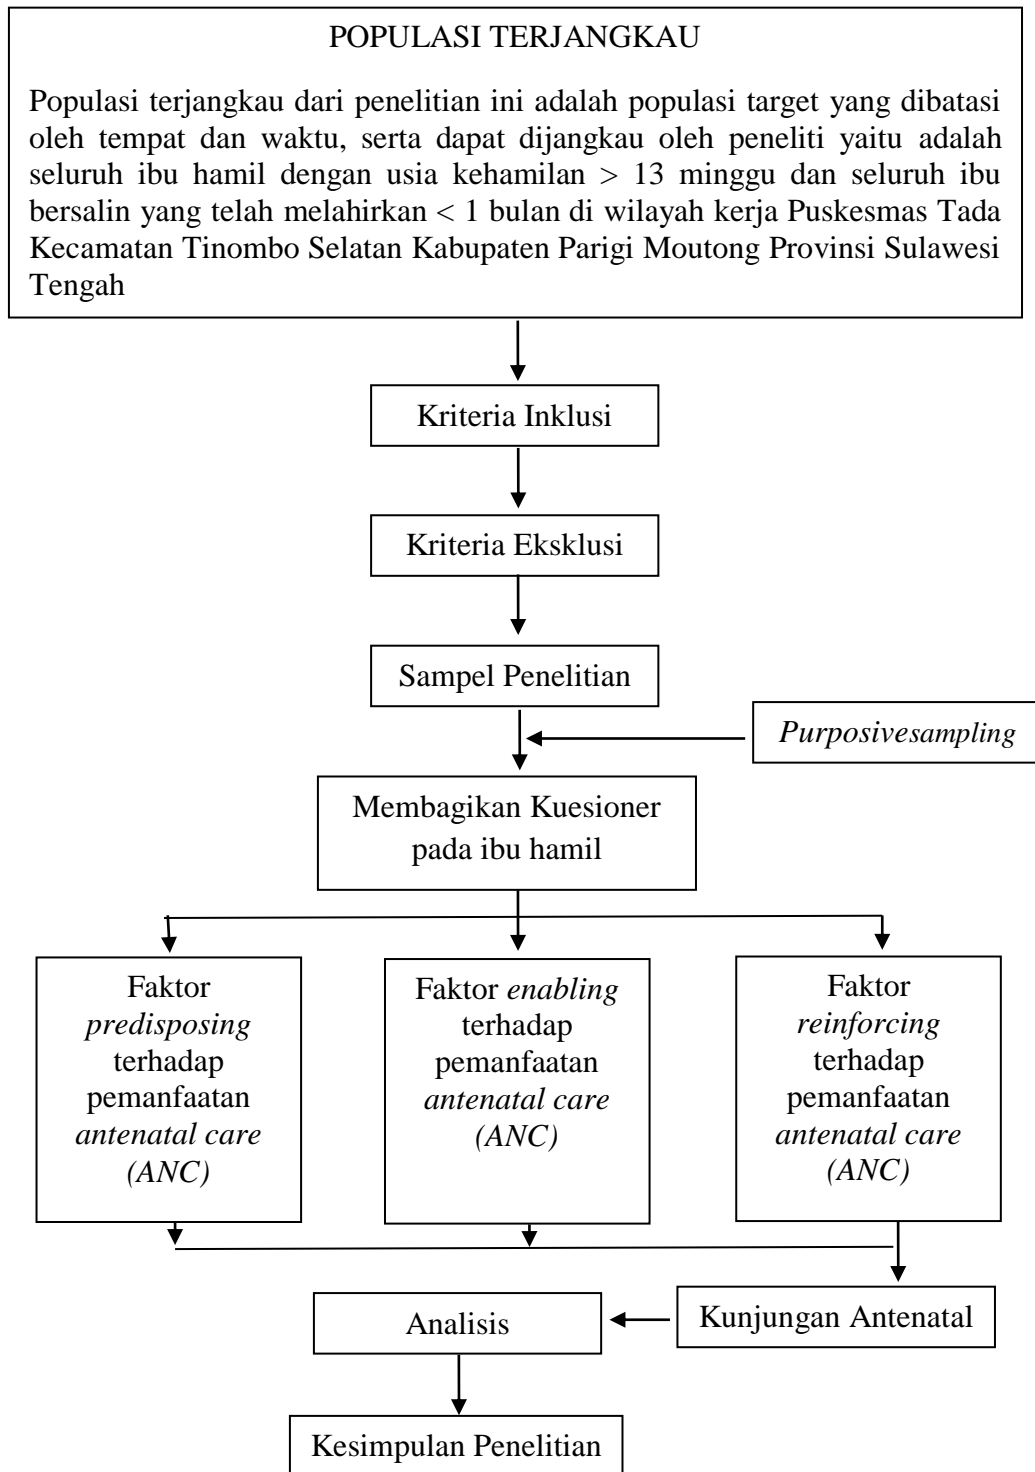 POPULASI TERJANGKAU
Populasi terjangkau dari penelitian ini adalah populasi target yang dibatasi
oleh tempat dan waktu, serta dapat dijangkau oleh peneliti yaitu adalah
seluruh ibu hamil dengan usia kehamilan > 13 minggu dan seluruh ibu
bersalin yang telah melahirkan < 1 bulan di wilayah kerja Puskesmas Tada
Kecamatan Tinombo Selatan Kabupaten Parigi Moutong Provinsi Sulawesi
Tengah
Kriteria Inklusi
Kriteria Eksklusi
Sampel Penelitian
Purposivesampling
Membagikan Kuesioner
pada ibu hamil
Faktor
predisposing
terhadap
pemanfaatan
antenatal care
(ANC)
Faktor enabling
terhadap
pemanfaatan
antenatal care
(ANC)
Faktor
reinforcing
terhadap
pemanfaatan
antenatal care
(ANC)
Kunjungan Antenatal
Analisis
Kesimpulan Penelitian